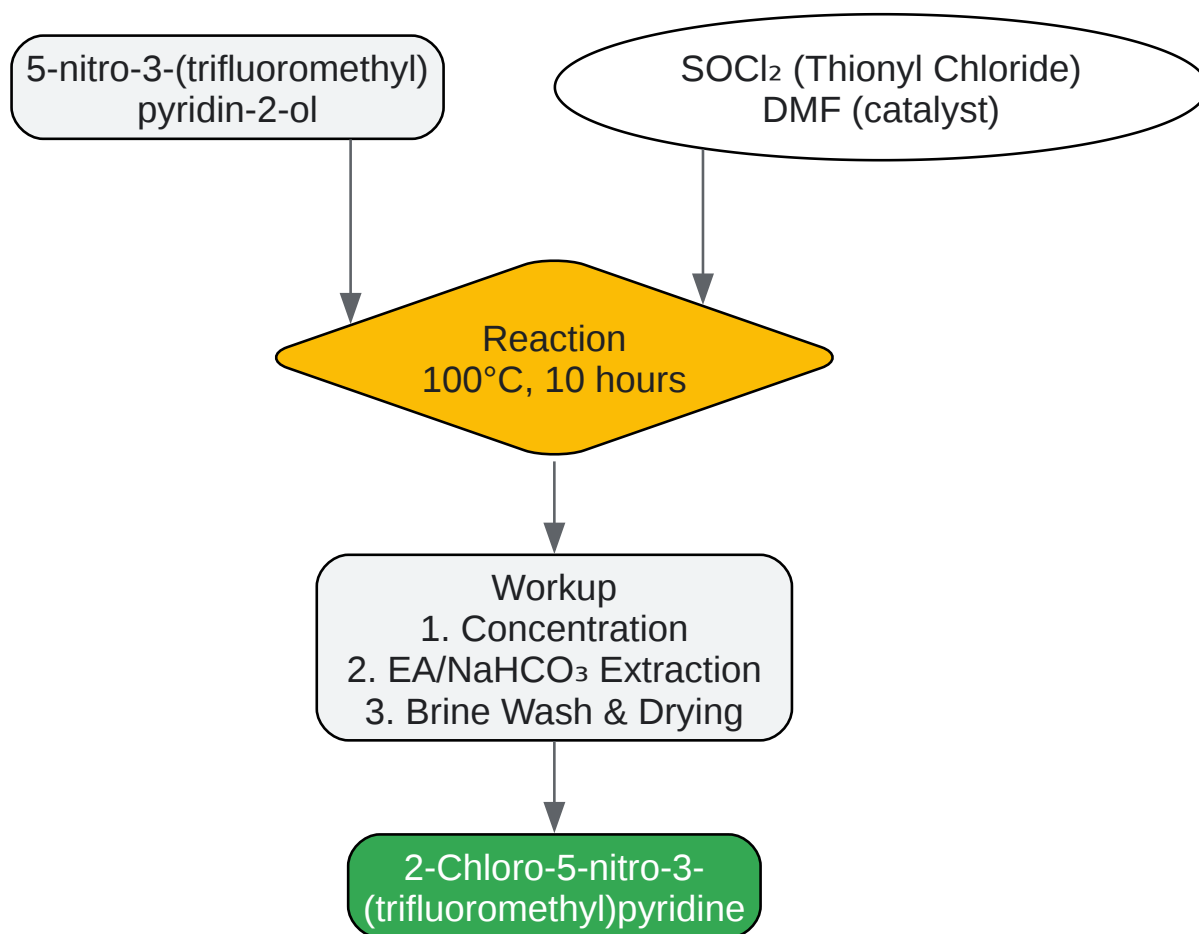 5-nitro-3-(trifluoromethyl)
pyridin-2-ol
SOCl₂ (Thionyl Chloride)
DMF (catalyst)
Reaction
100°C, 10 hours
Workup
1. Concentration
2. EA/NaHCO₃ Extraction
3. Brine Wash & Drying
2-Chloro-5-nitro-3-
(trifluoromethyl)pyridine